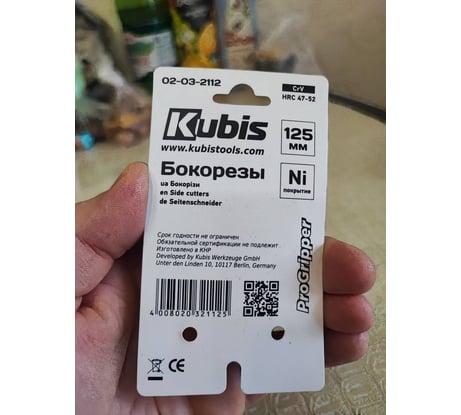 02-03-2112
CrV
HRC 47-52
Kubis
www.kubistools.com
125
мм
Бокорезы
ua Бокорізи
en Side cutters
de Seitenschneider
Ni
покрытие
Срок годности не ограничен
Обязательной сертификации не подлежит
Изготовлено в КНР
Developed by Kubis Werkzeuge GmbH
Unter den Linden 10, 10117 Berlin, Germany
ProGripper
4 008020 321125
CE